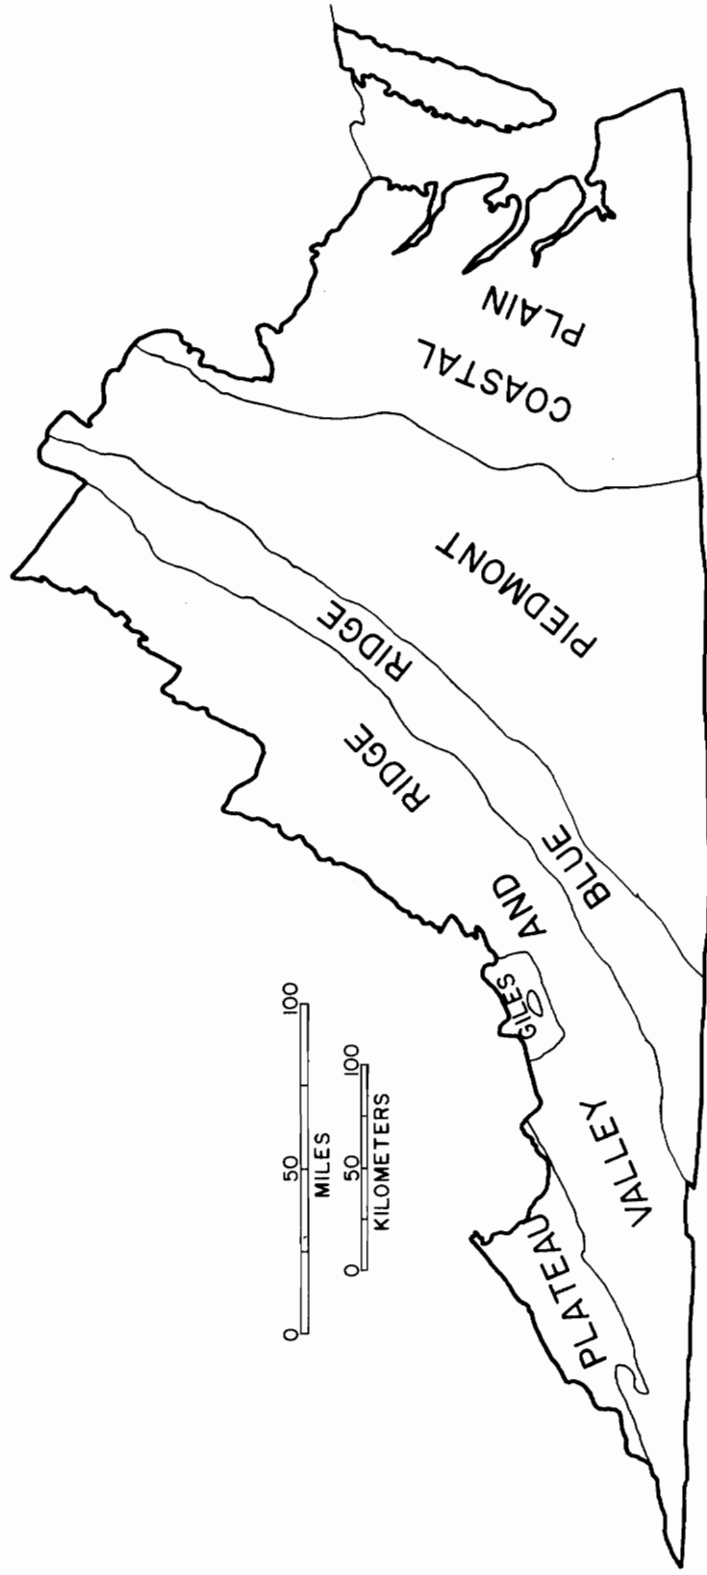 0 50 100
MILES
0 50 100
KILOMETERS
PLATEAU
VALLEY
AND
RIDGE
GILES
BLUE
RIDGE
PIEDMONT
COASTAL
PLAIN